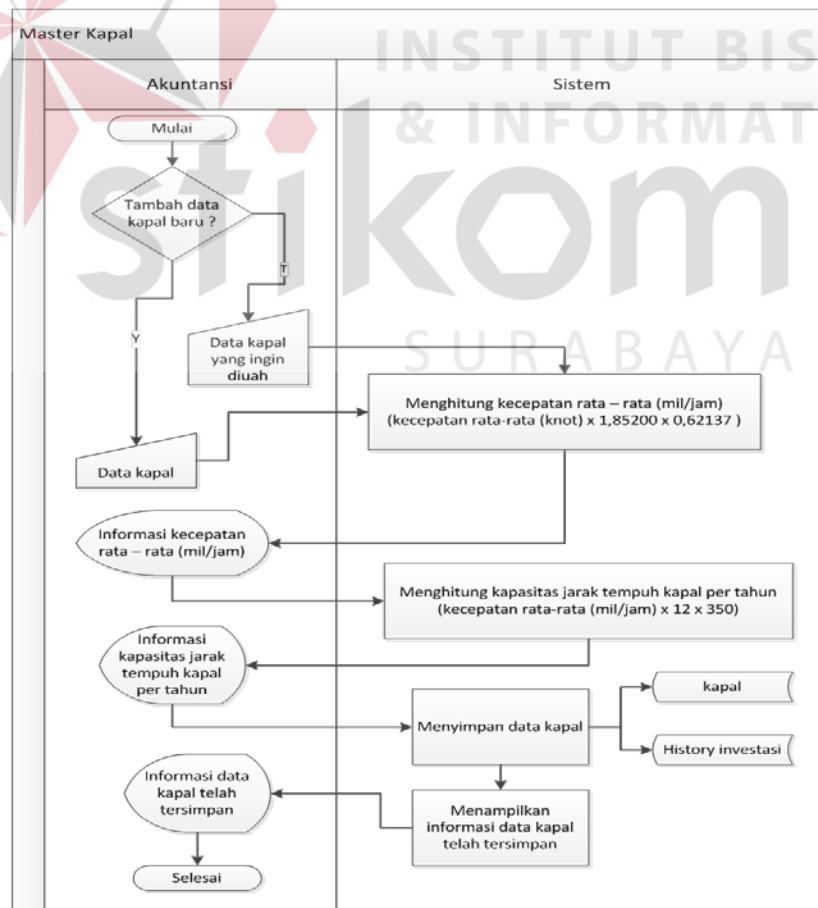 Master Kapal
INSTITUT BIS
& INFORMAT
stikom
SURABAYA
Akuntansi
Sistem
Mulai
Tambah data
kapal baru ?
T
Y
Data kapal
yang ingin
diuah
Menghitung kecepatan rata – rata (mil/jam)
(kecepatan rata-rata (knot) x 1,85200 x 0,62137 )
Data kapal
Informasi kecepatan
rata – rata (mil/jam)
Menghitung kapasitas jarak tempuh kapal per tahun
(kecepatan rata-rata (mil/jam) x 12 x 350)
Informasi
kapasitas jarak
tempuh kapal
per tahun
Menyimpan data kapal
kapal
History investasi
Informasi data
kapal telah
tersimpan
Menampilkan
informasi data kapal
telah tersimpan
Selesai